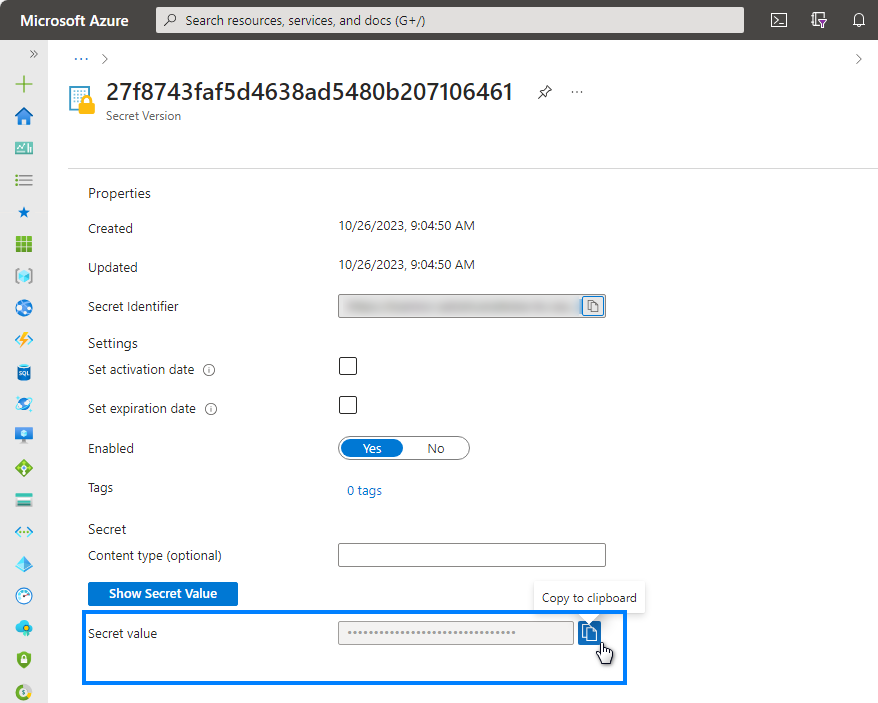 Microsoft Azure
Search resources, services, and docs (G+/)
27f8743faf5d4638ad5480b207106461
Secret Version
Properties
Created 10/26/2023, 9:04:50 AM
Updated 10/26/2023, 9:04:50 AM
Secret Identifier
Settings
Set activation date
Set expiration date
Enabled Yes No
Tags 0 tags
Secret
Content type (optional)
Show Secret Value
Copy to clipboard
Secret value ••••••••••••••••••••••••••••••••
SQL